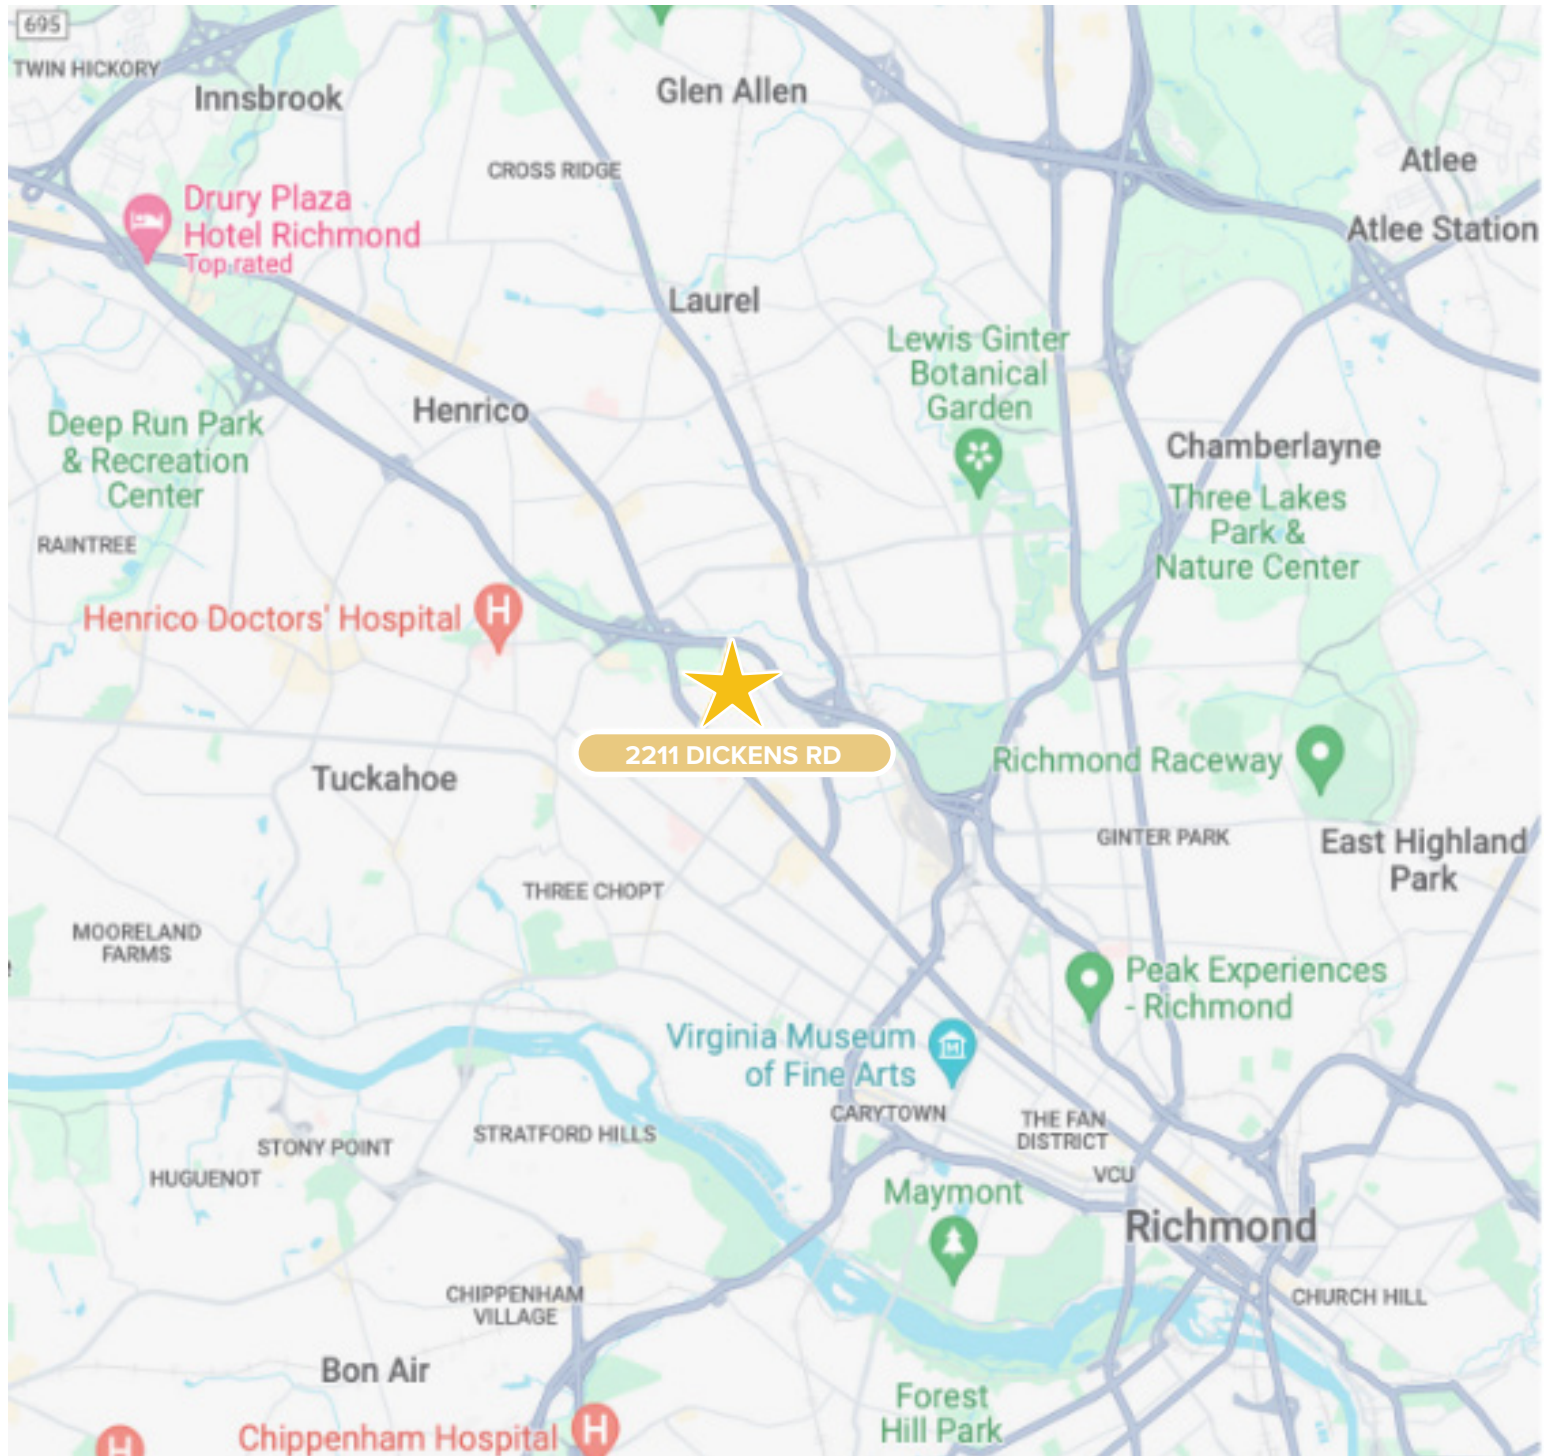 695
TWIN HICKORY
Innsbrook
Glen Allen
CROSS RIDGE
Atlee
Drury Plaza
Hotel Richmond
Top rated
Atlee Station
Laurel
Lewis Ginter
Botanical
Garden
Henrico
Deep Run Park
& Recreation
Center
Chamberlayne
Three Lakes
Park &
Nature Center
RAINTREE
H
Henrico Doctors' Hospital
2211 DICKENS RD
Richmond Raceway
Tuckahoe
GINTER PARK
East Highland
Park
THREE CHOPT
MOORELAND
FARMS
Peak Experiences
- Richmond
Virginia Museum
of Fine Arts
M
CARYTOWN
THE FAN
DISTRICT
STRATFORD HILLS
STONY POINT
HUGUENOT
VCU
Maymont
Richmond
CHIPPENHAM
VILLAGE
CHURCH HILL
Bon Air
Forest
Hill Park
Chippenham Hospital
H
H